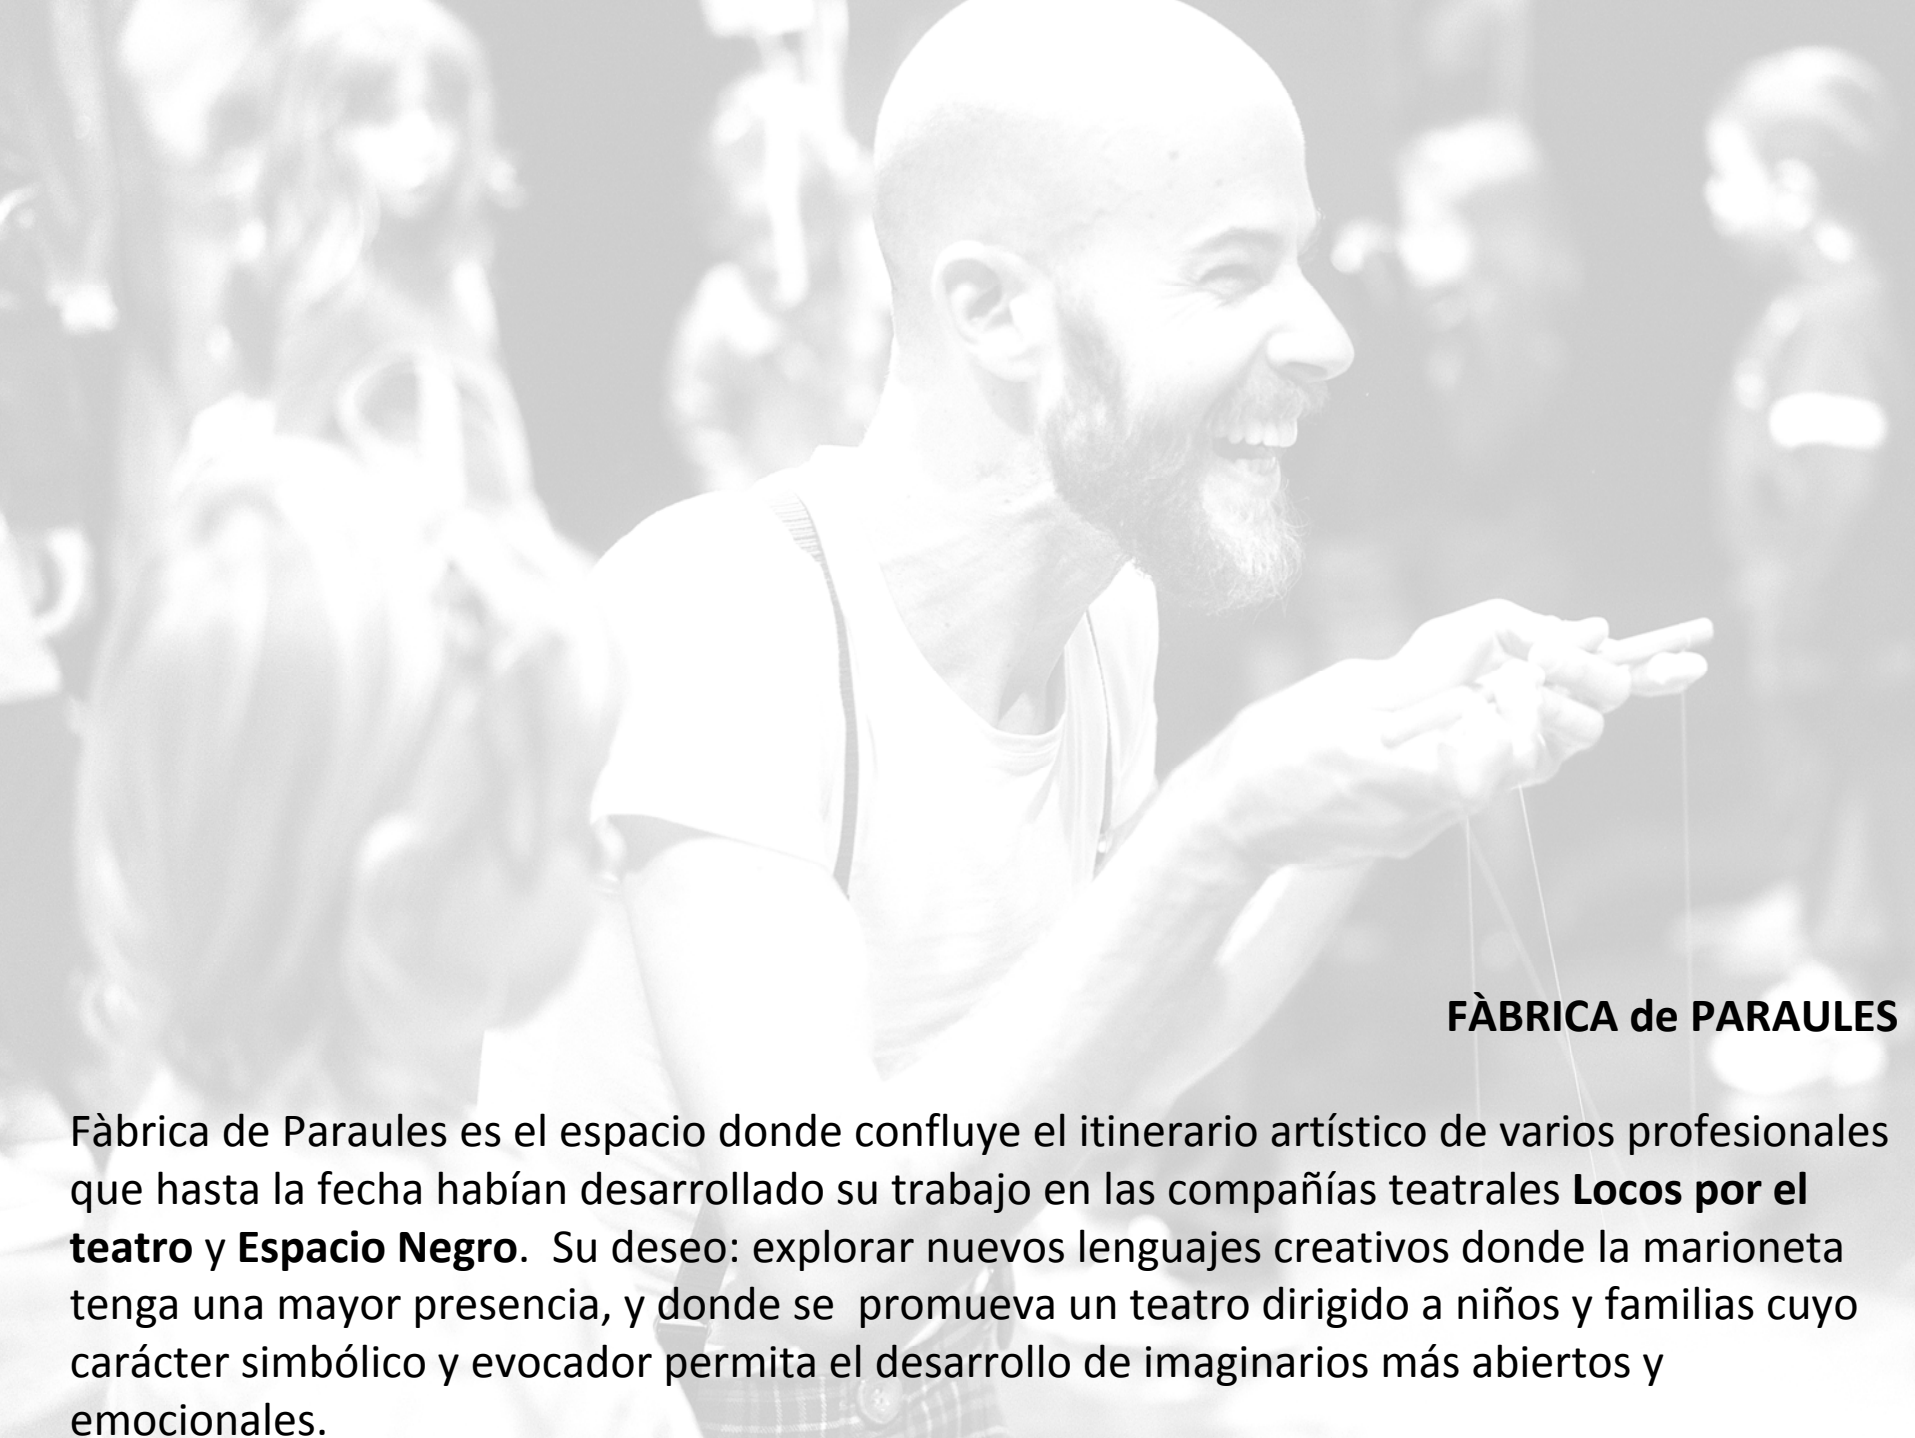 FÀBRICA de PARAULES
Fàbrica de Paraules es el espacio donde confluye el itinerario artístico de varios profesionales
que hasta la fecha habían desarrollado su trabajo en las compañías teatrales Locos por el
teatro y Espacio Negro.  Su deseo: explorar nuevos lenguajes creativos donde la marioneta
tenga una mayor presencia, y donde se  promueva un teatro dirigido a niños y familias cuyo
carácter simbólico y evocador permita el desarrollo de imaginarios más abiertos y
emocionales.